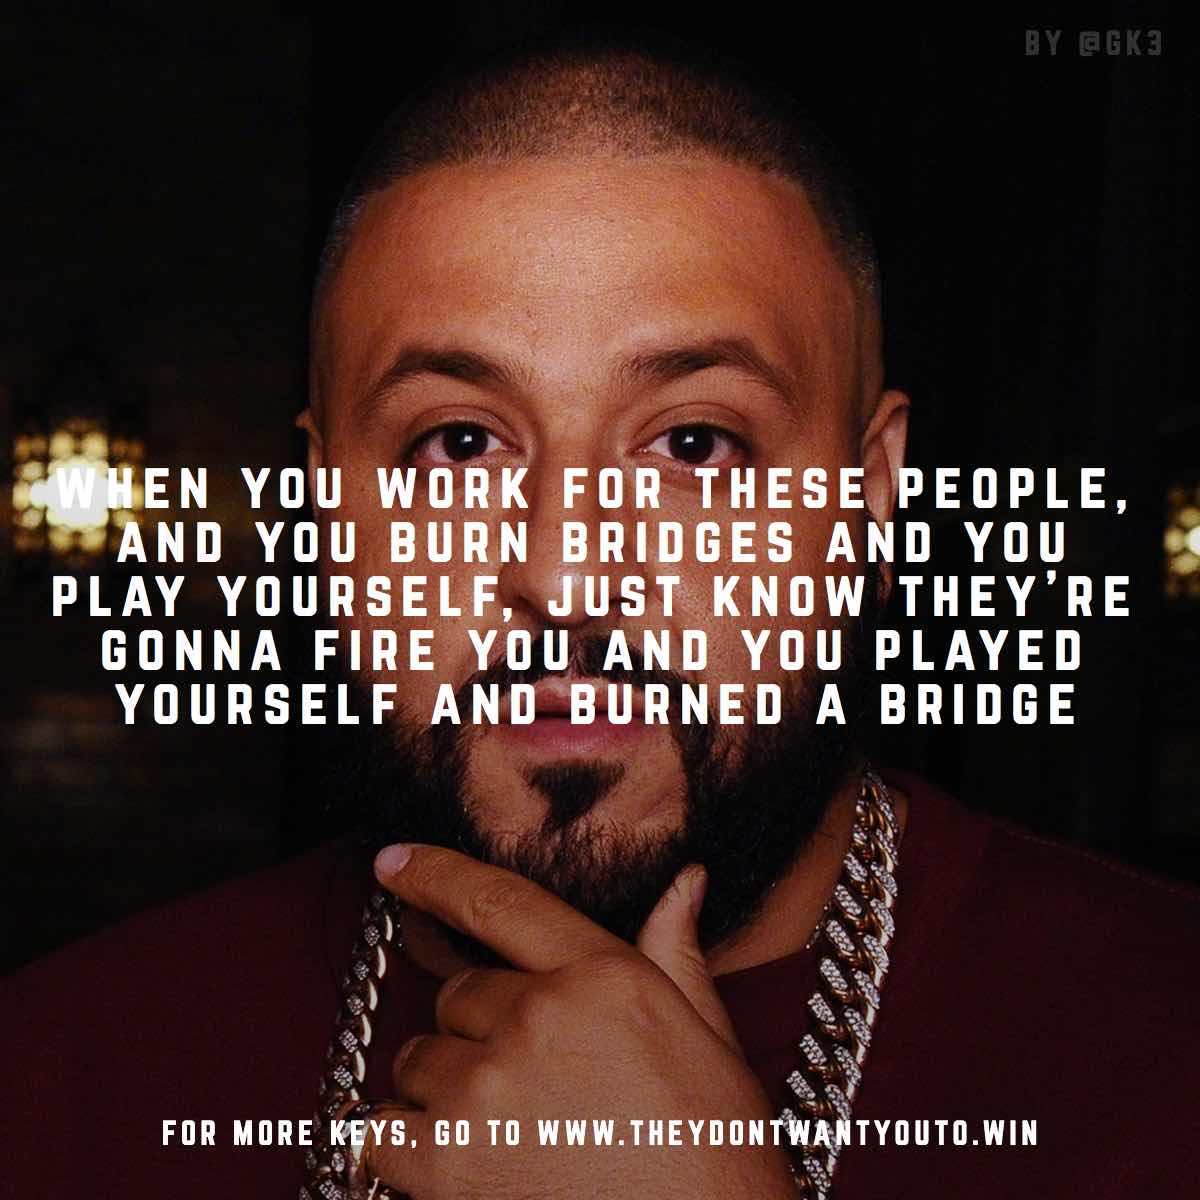 BY @GK3
WHEN YOU WORK FOR THESE PEOPLE,
AND YOU BURN BRIDGES AND YOU
PLAY YOURSELF, JUST KNOW THEY'RE
GONNA FIRE YOU AND YOU PLAYED
YOURSELF AND BURNED A BRIDGE
FOR MORE KEYS, GO TO WWW.THEYDONTWANTYOUTO.WIN